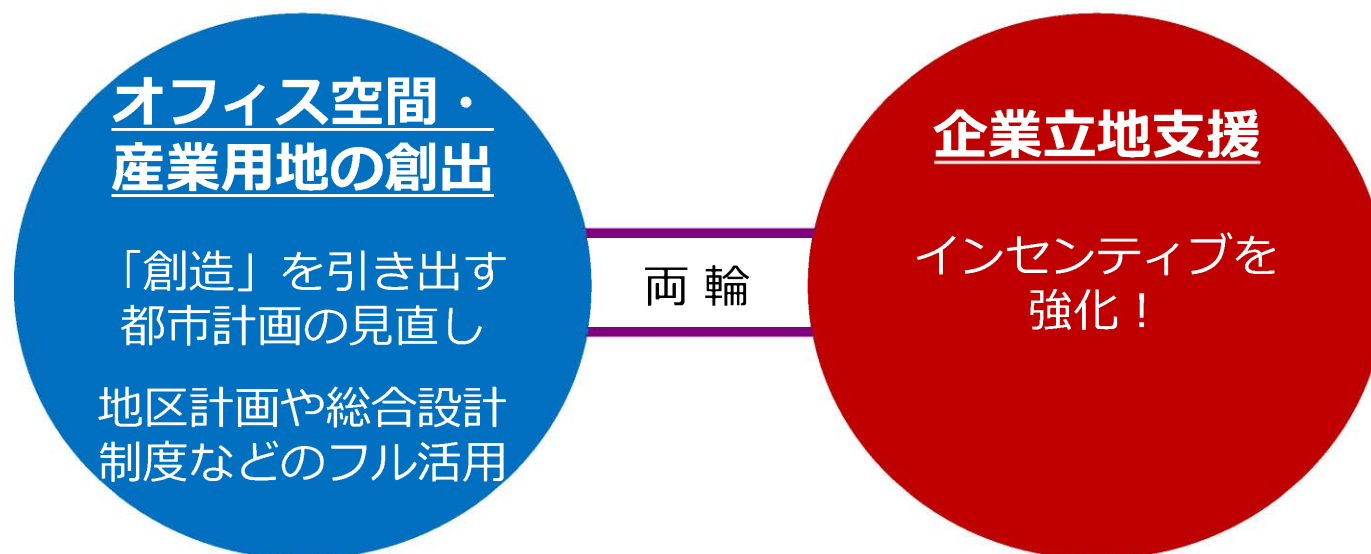 オフィス空間・
産業用地の創出
「創造」を引き出す
都市計画の見直し
地区計画や総合設計
制度などのフル活用
両輪
企業立地支援
インセンティブを
強化！